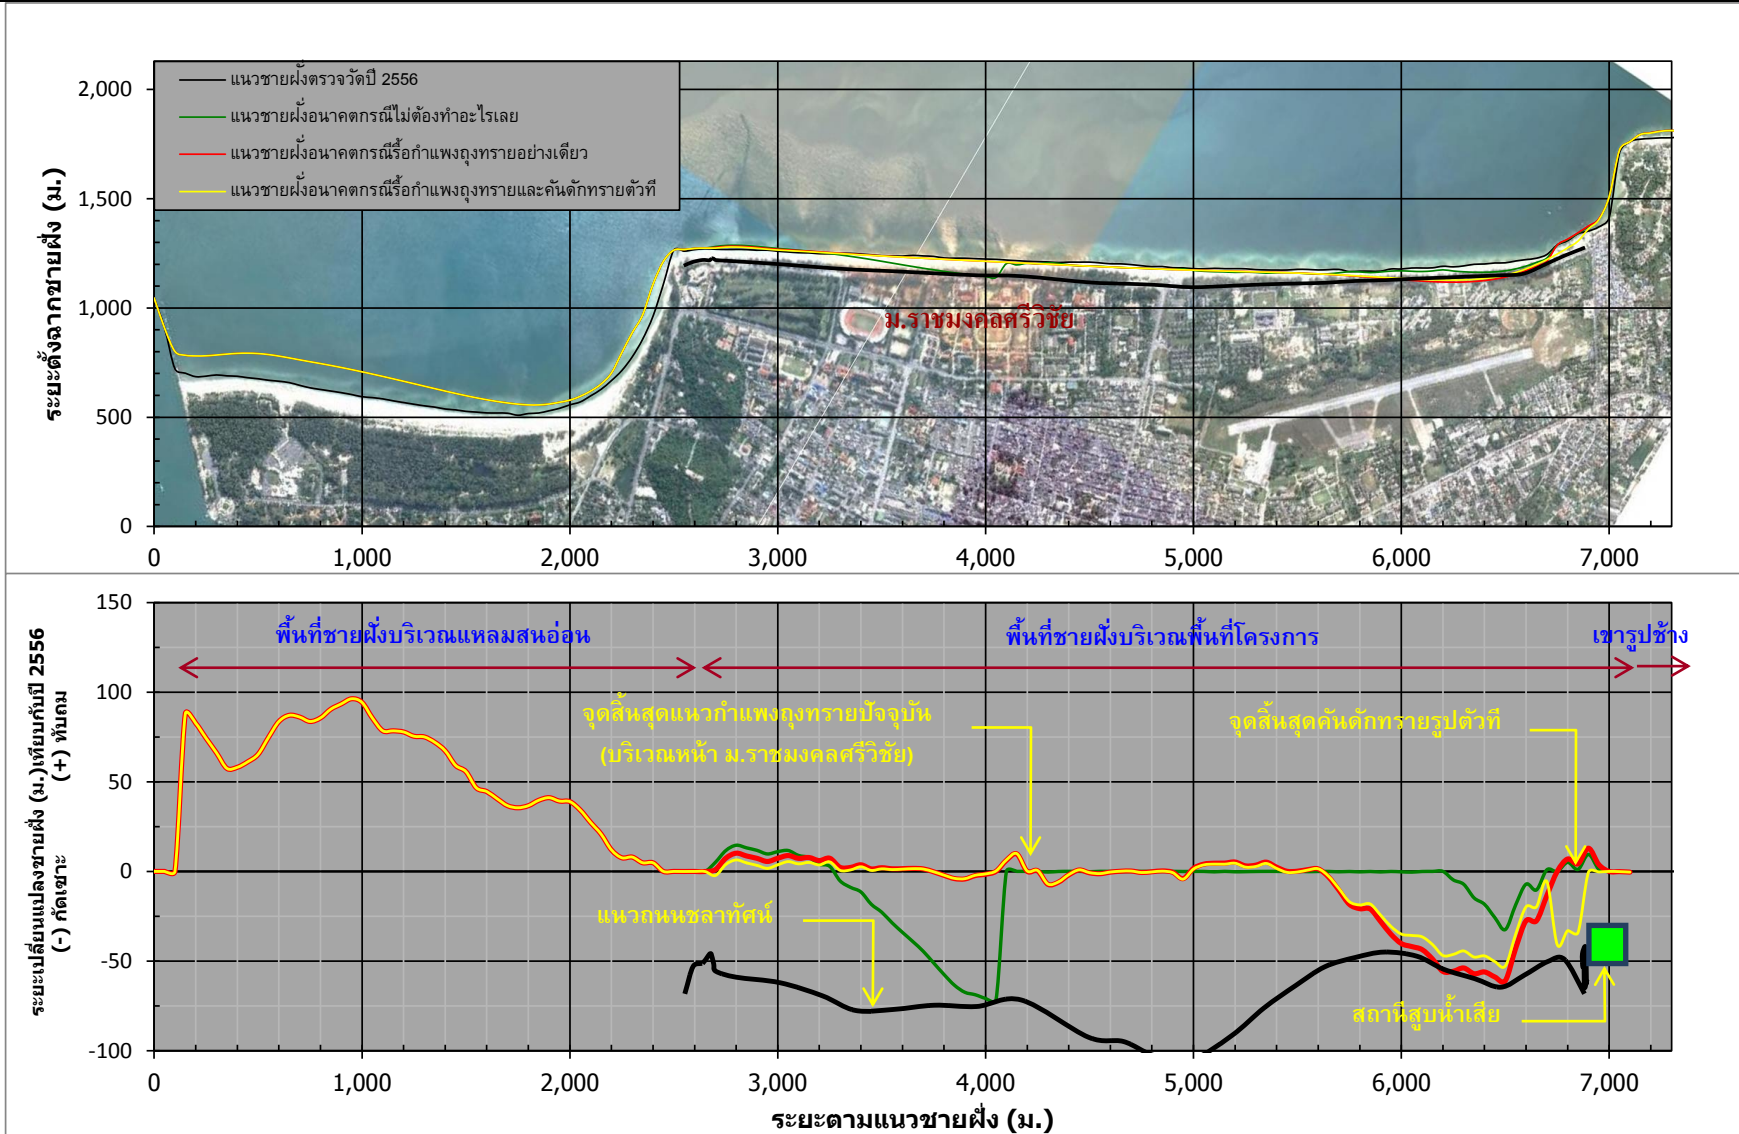 แนวชายฝั่งตรวจวัดปี 2556
แนวชายฝั่งอนาคตกรณีไม่ต้องทำอะไรเลย
แนวชายฝั่งอนาคตกรณีรื้อกำแพงถุงทรายอย่างเดียว
แนวชายฝั่งอนาคตกรณีรื้อกำแพงถุงทรายและคันดักทรายตัวที
ระยะตั้งฉากชายฝั่ง (ม.)
2,000
1,500
1,000
500
0
ม.ราชมงคลศรีวิชัย
0 1,000 2,000 3,000 4,000 5,000 6,000 7,000
ระยะเปลี่ยนแปลงชายฝั่ง (ม.)เทียบกับปี 2556
(-) กัดเซาะ (+) ทับถม
150
100
50
0
-50
-100
พื้นที่ชายฝั่งบริเวณแหลมสนอ่อน
พื้นที่ชายฝั่งบริเวณพื้นที่โครงการ
เขารูปช้าง
จุดสิ้นสุดแนวกำแพงถุงทรายปัจจุบัน
(บริเวณหน้า ม.ราชมงคลศรีวิชัย)
จุดสิ้นสุดคันดักทรายรูปตัวที
แนวถนนชลาทัศน์
สถานีสูบน้ำเสีย
0 1,000 2,000 3,000 4,000 5,000 6,000 7,000
ระยะตามแนวชายฝั่ง (ม.)